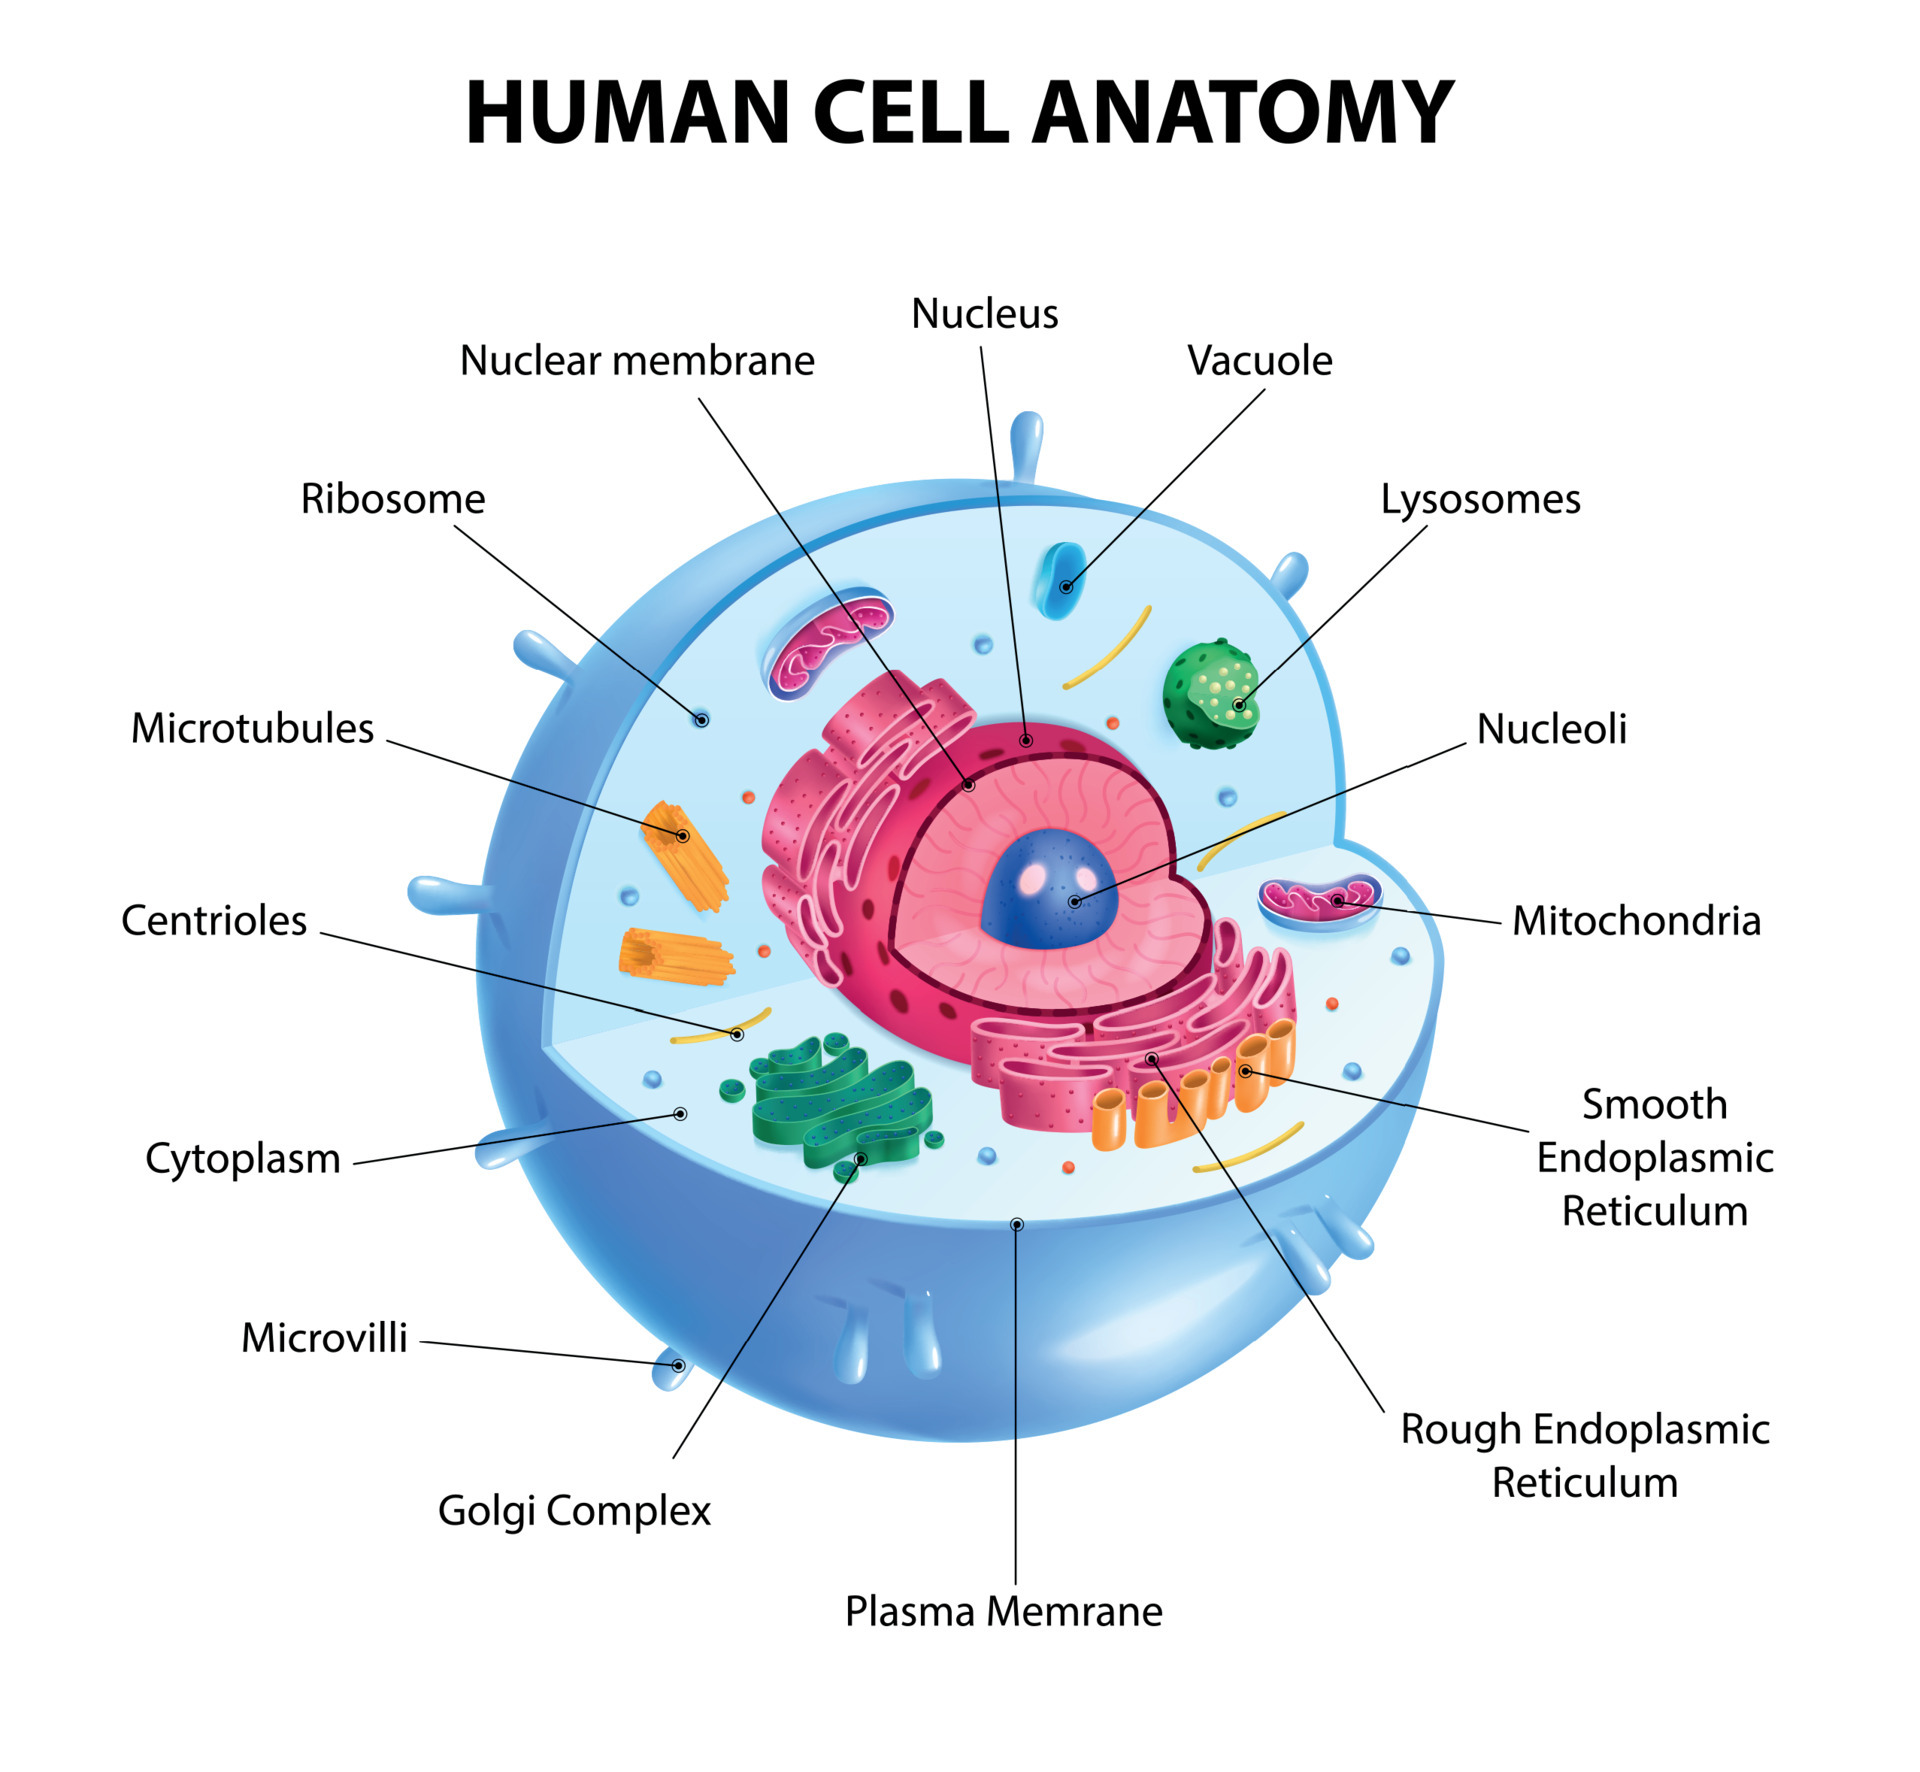 HUMAN CELL ANATOMY
Nucleus
Nuclear membrane
Vacuole
Ribosome
Lysosomes
Microtubules
Nucleoli
Centrioles
Mitochondria
Smooth
Endoplasmic
Reticulum
Cytoplasm
Microvilli
Rough Endoplasmic
Reticulum
Golgi Complex
Plasma Memrane